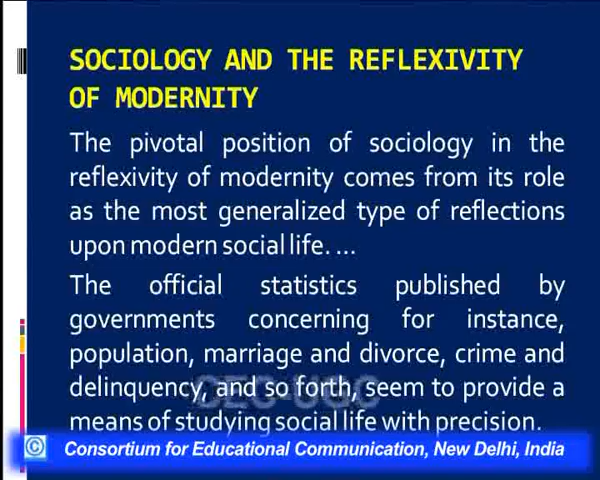 SOCIOLOGY AND THE REFLEXIVITY
OF MODERNITY
The pivotal position of sociology in the
reflexivity of modernity comes from its role
as the most generalized type of reflections
upon modern social life. ...
The official statistics published by
governments concerning for instance,
population, marriage and divorce, crime and
delinquency, and so forth, seem to provide a
means of studying social life with precision.
CEC-UGC
© Consortium for Educational Communication, New Delhi, India